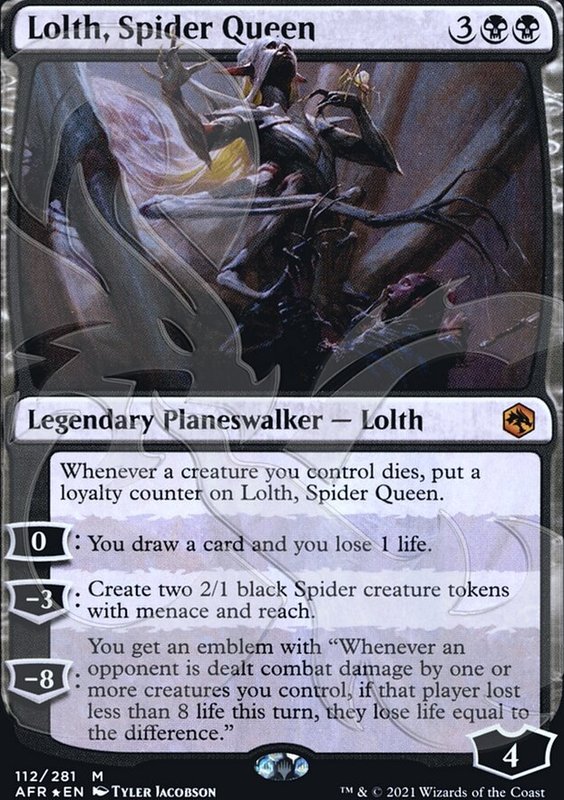 Lolth, Spider Queen 3
Legendary Planeswalker — Lolth
Whenever a creature you control dies, put a
loyalty counter on Lolth, Spider Queen.
0 : You draw a card and you lose 1 life.
−3 : Create two 2/1 black Spider creature tokens
with menace and reach.
−8 : You get an emblem with “Whenever an
opponent is dealt combat damage by one or
more creatures you control, if that player lost
less than 8 life this turn, they lose life equal to
the difference.”
4
112/281 M
AFR ★ EN Tyler Jacobson
™ & © 2021 Wizards of the Coast